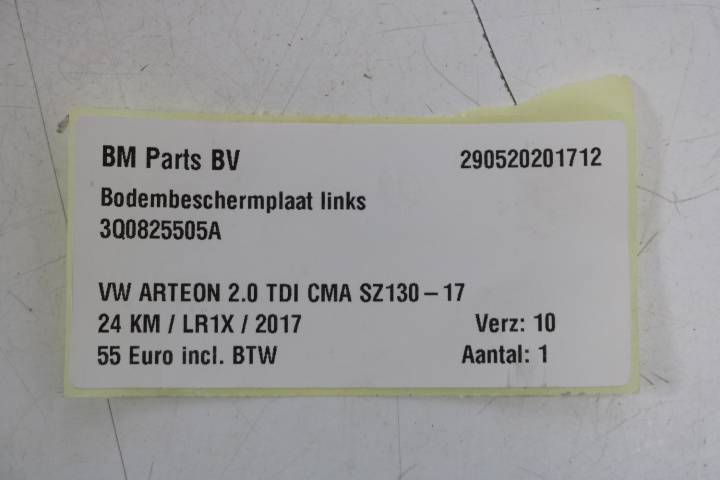 BM Parts BV 290520201712
Bodembeschermplaat links
3Q0825505A
VW ARTEON 2.0 TDI CMA SZ130 – 17
24 KM / LR1X / 2017 Verz: 10
55 Euro incl. BTW Aantal: 1